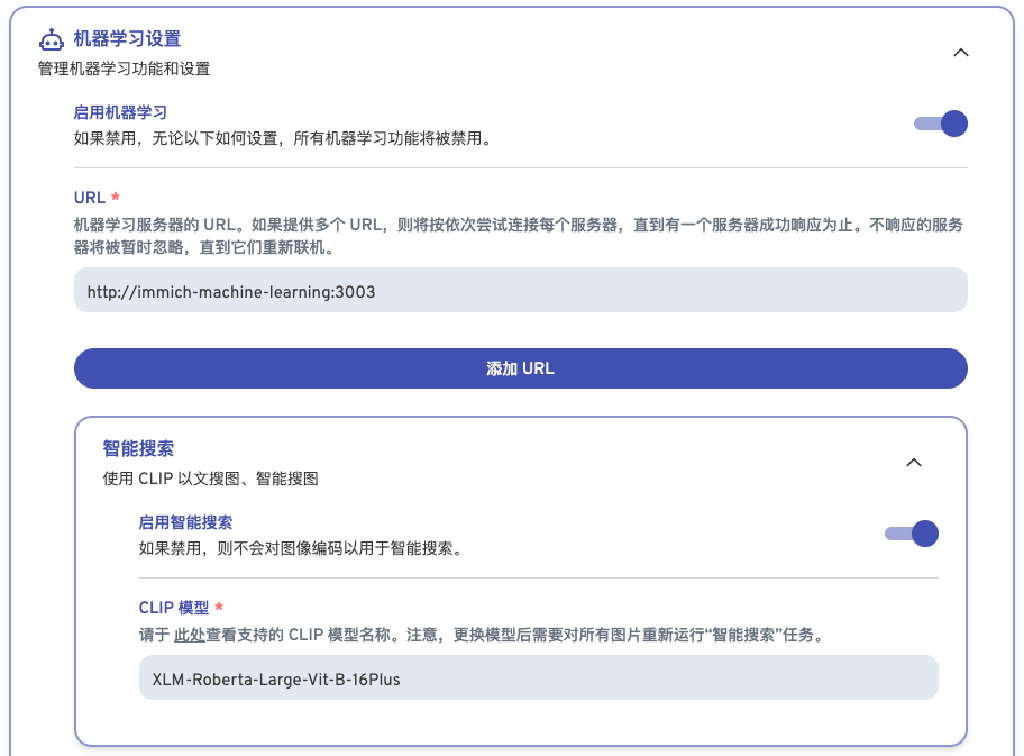 机器学习设置
管理机器学习功能和设置
启用机器学习
如果禁用，无论以下如何设置，所有机器学习功能将被禁用。
URL *
机器学习服务器的 URL。如果提供多个 URL，则将按依次尝试连接每个服务器，直到有一个服务器成功响应为止。不响应的服务
器将被暂时忽略，直到它们重新联机。
http://immich-machine-learning:3003
添加 URL
智能搜索
使用 CLIP 以文搜图、智能搜图
启用智能搜索
如果禁用，则不会对图像编码以用于智能搜索。
CLIP 模型 *
请于 此处查看支持的 CLIP 模型名称。注意，更换模型后需要对所有图片重新运行“智能搜索”任务。
XLM-Roberta-Large-Vit-B-16Plus